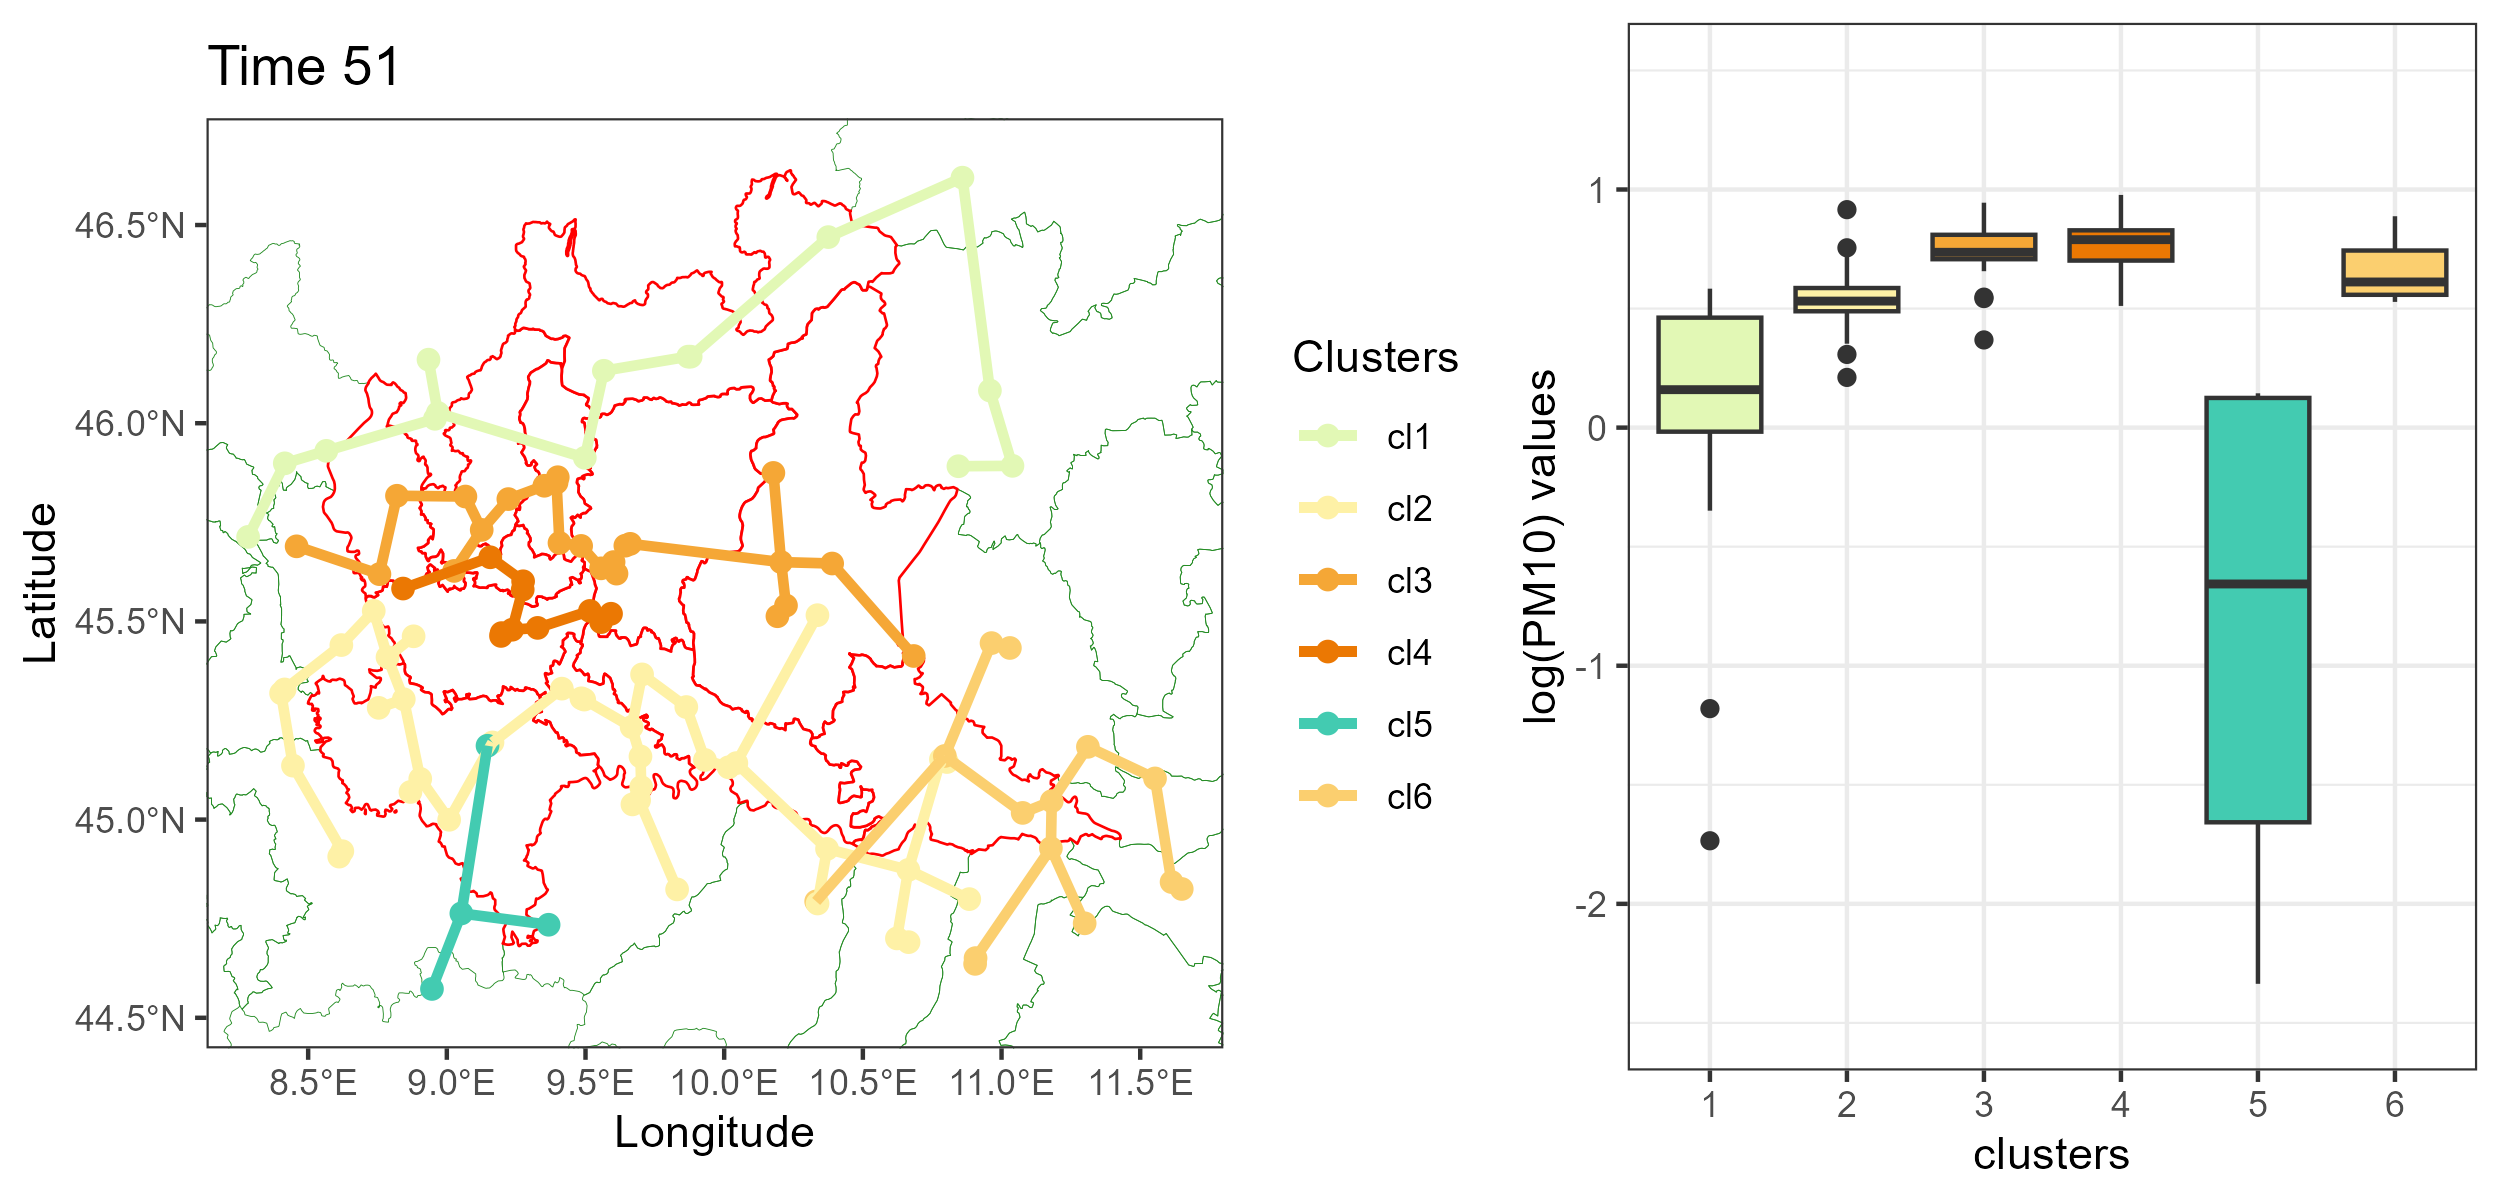 Time 51
46.5°N
46.0°N
45.5°N
45.0°N
44.5°N
Latitude
8.5°E 9.0°E 9.5°E 10.0°E 10.5°E 11.0°E 11.5°E
Longitude
Clusters
cl1
cl2
cl3
cl4
cl5
cl6
log(PM10) values
1
0
-1
-2
1 2 3 4 5 6
clusters